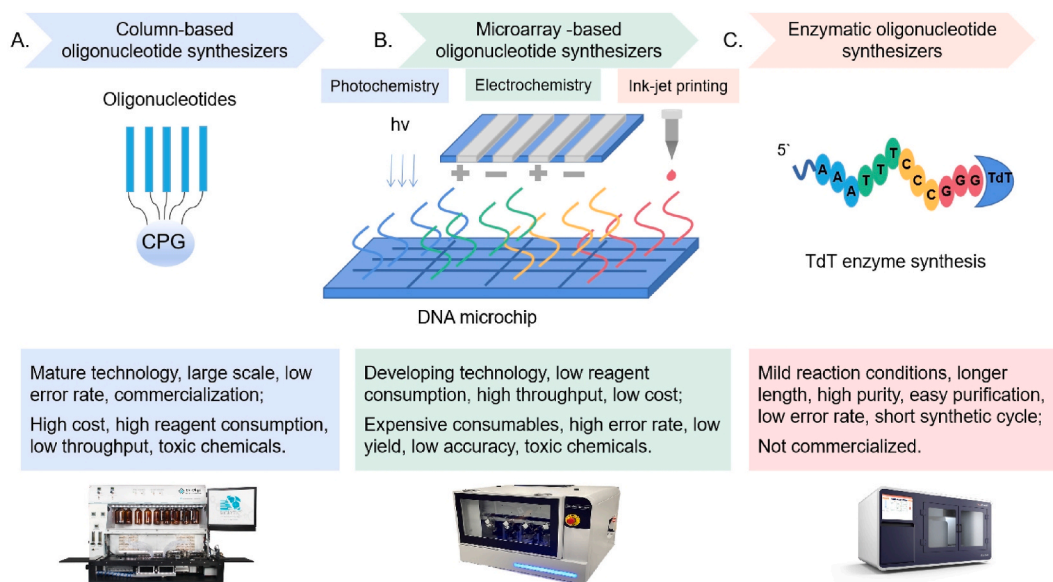 A.
Column-based
oligonucleotide synthesizers
B.
Microarray -based
oligonucleotide synthesizers
C.
Enzymatic oligonucleotide
synthesizers
Photochemistry
Electrochemistry
Ink-jet printing
Oligonucleotides
CPG
hv
+ − + −
DNA microchip
5`
A A A T T T C C C G G G TdT
TdT enzyme synthesis
Mature technology, large scale, low
error rate, commercialization;
High cost, high reagent consumption,
low throughput, toxic chemicals.
Developing technology, low reagent
consumption, high throughput, low cost;
Expensive consumables, high error rate, low
yield, low accuracy, toxic chemicals.
Mild reaction conditions, longer
length, high purity, easy purification,
low error rate, short synthetic cycle;
Not commercialized.